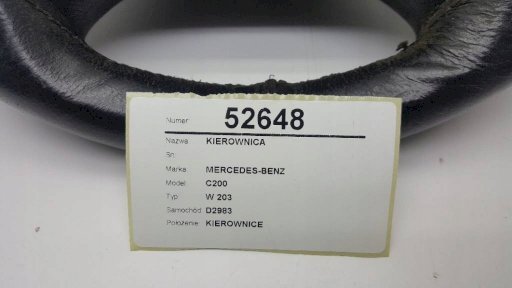 Numer 52648
Nazwa KIEROWNICA
Sn
Marka MERCEDES-BENZ
Model C200
Typ W 203
Samochód D2983
Położenie: KIEROWNICE